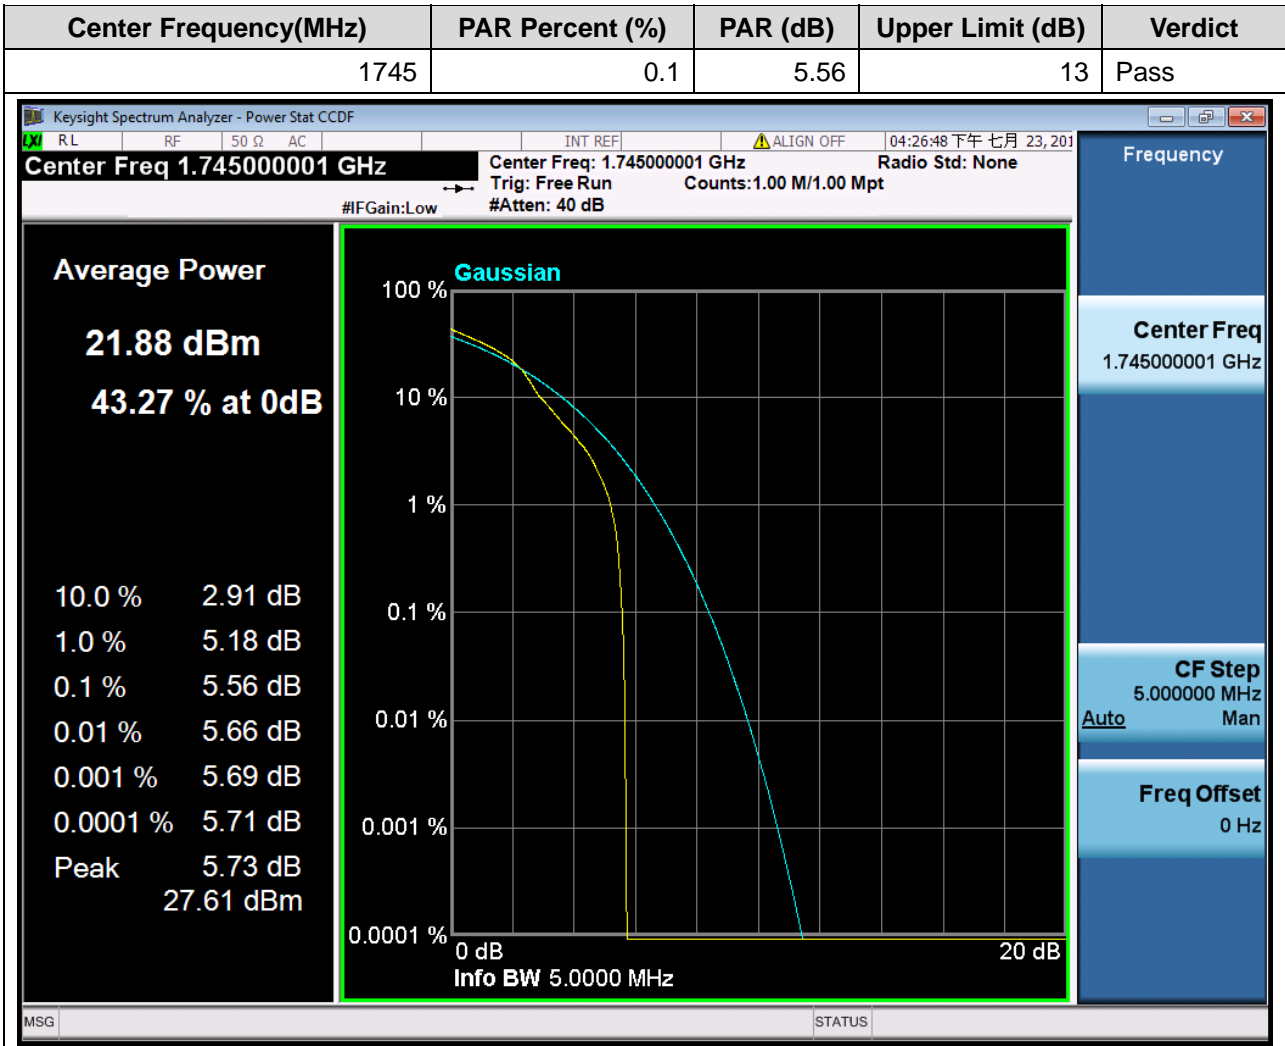 Center Frequency(MHz) PAR Percent (%) PAR (dB) Upper Limit (dB) Verdict
1745 0.1 5.56 13 Pass
Keysight Spectrum Analyzer - Power Stat CCDF
LXI RL RF 50 Ω AC INT REF ALIGN OFF 04:26:48 下午 七月 23, 201
Center Freq 1.745000001 GHz
#IFGain:Low
Center Freq: 1.745000001 GHz Radio Std: None
Trig: Free Run Counts:1.00 M/1.00 Mpt
#Atten: 40 dB
Average Power
21.88 dBm
43.27 % at 0dB
10.0 % 2.91 dB
1.0 % 5.18 dB
0.1 % 5.56 dB
0.01 % 5.66 dB
0.001 % 5.69 dB
0.0001 % 5.71 dB
Peak 5.73 dB
27.61 dBm
Gaussian
100 %
10 %
1 %
0.1 %
0.01 %
0.001 %
0.0001 %
0 dB 20 dB
Info BW 5.0000 MHz
Frequency
Center Freq
1.745000001 GHz
CF Step
5.000000 MHz
Auto Man
Freq Offset
0 Hz
MSG STATUS